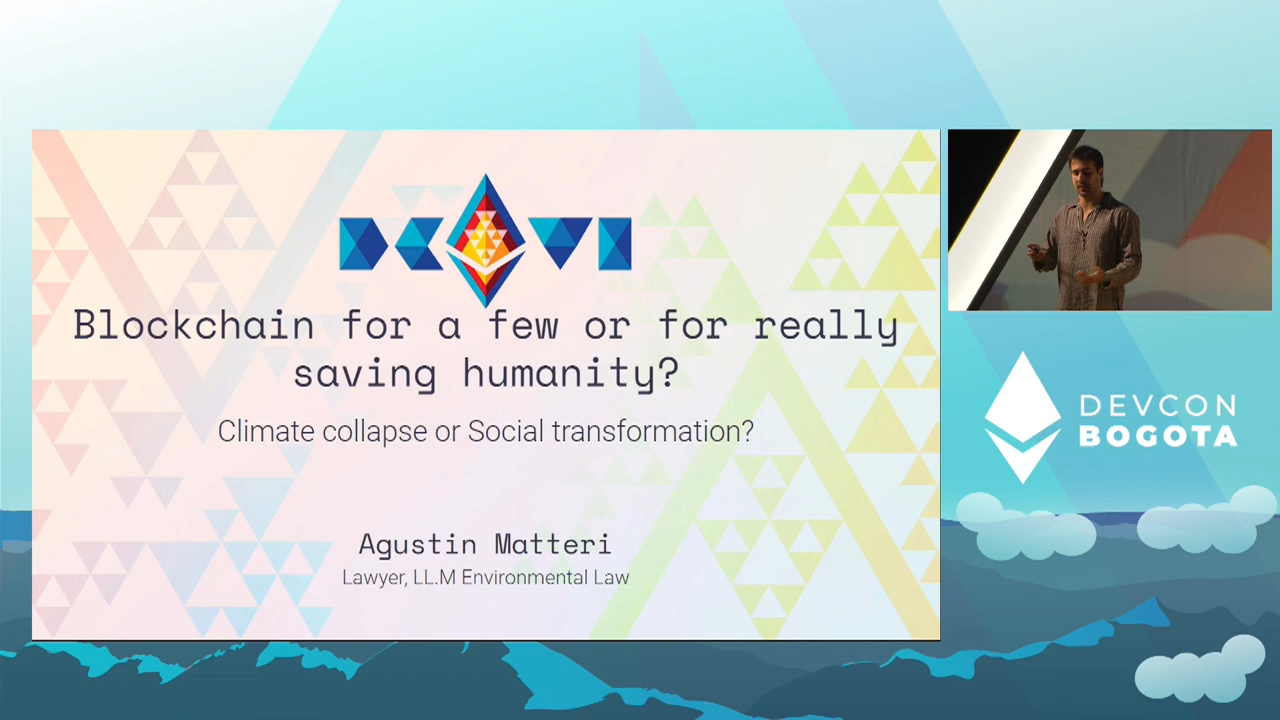 Blockchain for a few or for really
saving humanity?
Climate collapse or Social transformation?
Agustin Matteri
Lawyer, LL.M Environmental Law
DEVCON
BOGOTA